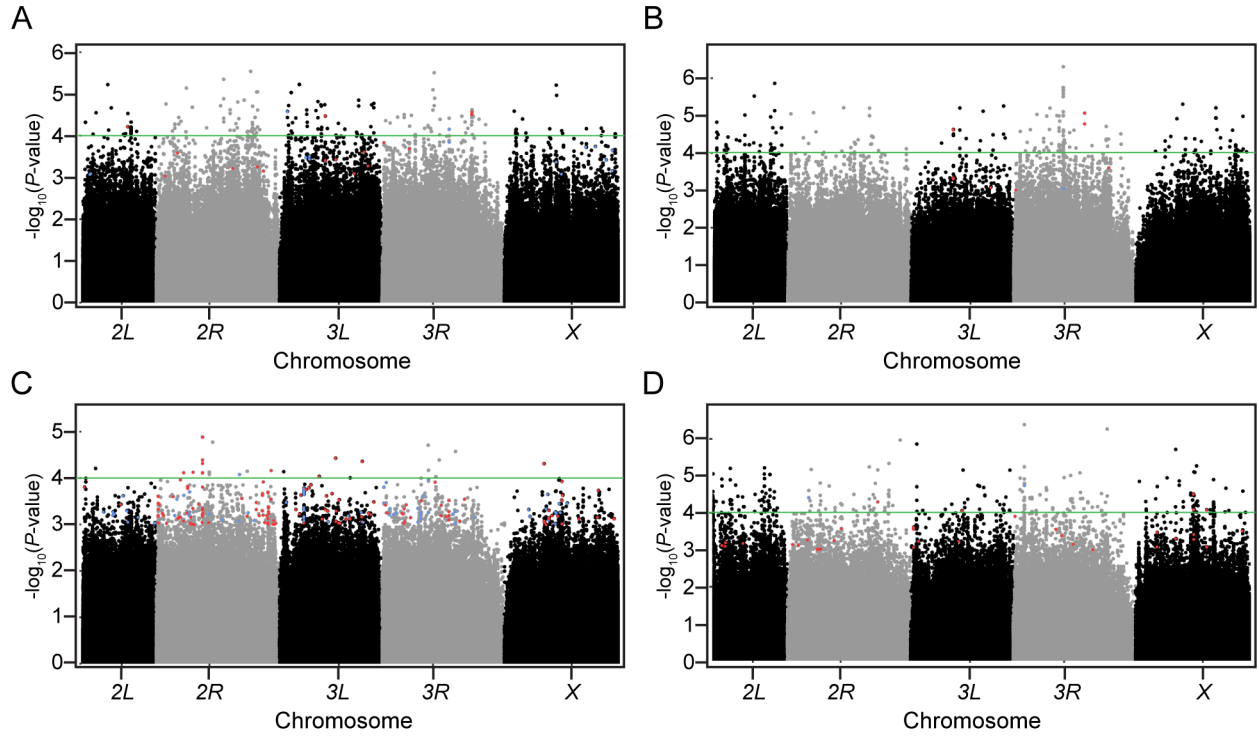 A
6
5
4
3
2
1
0
-log10(P-value)
2L 2R 3L 3R X
Chromosome
B
6
5
4
3
2
1
0
-log10(P-value)
2L 2R 3L 3R X
Chromosome
C
5
4
3
2
1
0
-log10(P-value)
2L 2R 3L 3R X
Chromosome
D
6
5
4
3
2
1
0
-log10(P-value)
2L 2R 3L 3R X
Chromosome